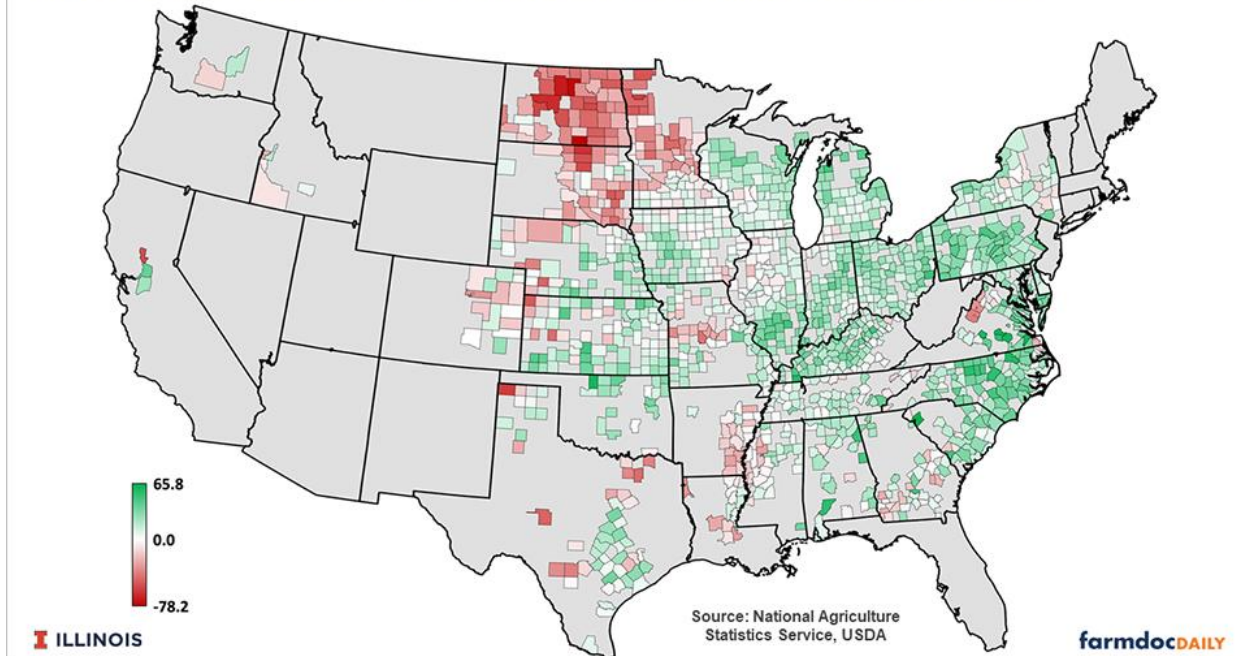 65.8
0.0
-78.2
Source: National Agriculture
Statistics Service, USDA
I ILLINOIS
farmdocDAILY